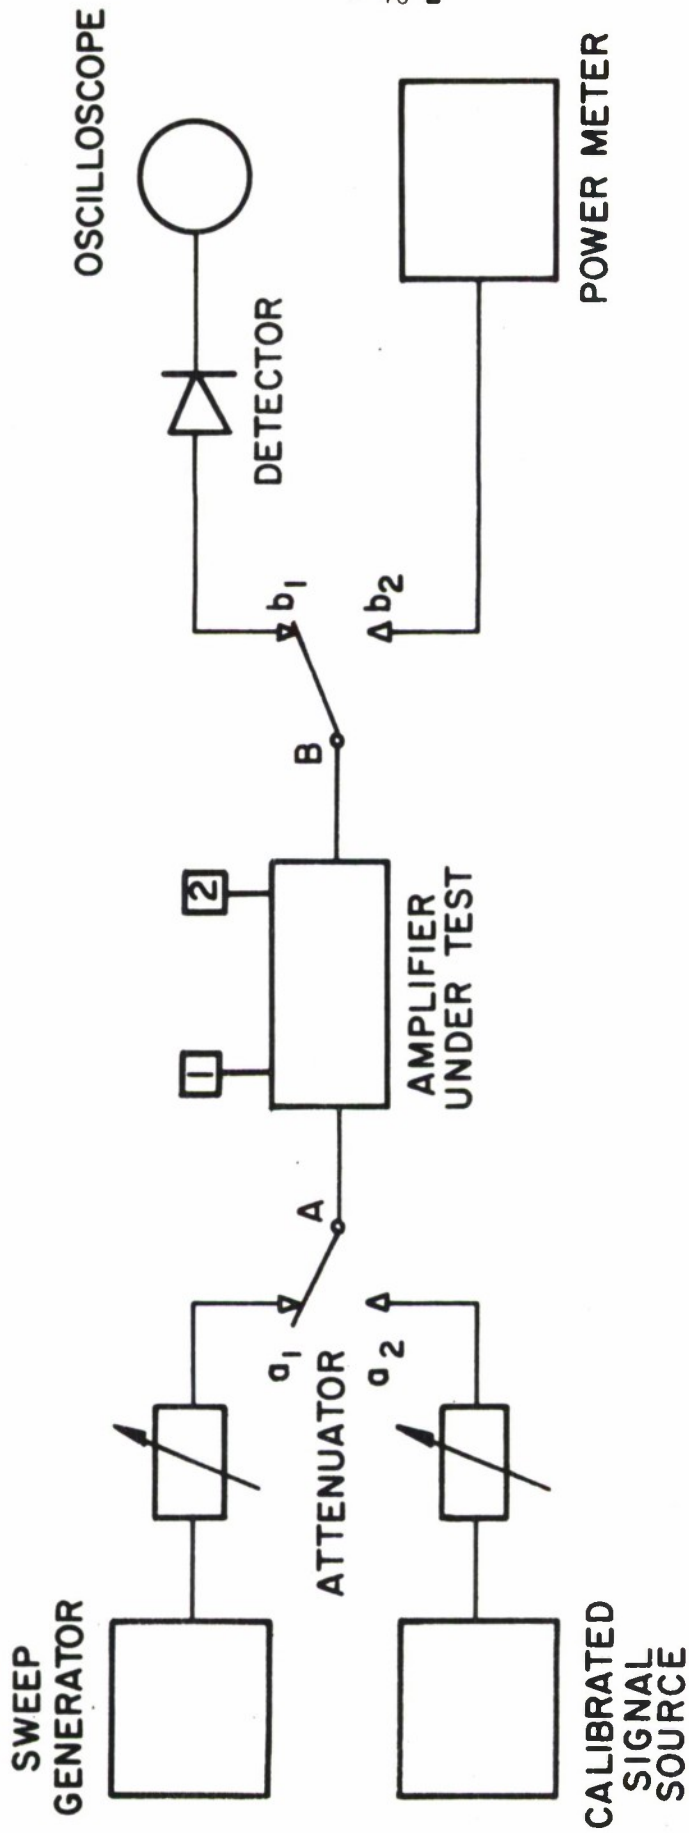 SWEEP
GENERATOR
a1
ATTENUATOR
a2
CALIBRATED
SIGNAL
SOURCE
A
1
2
AMPLIFIER
UNDER TEST
B
b1
b2
DETECTOR
OSCILLOSCOPE
POWER METER